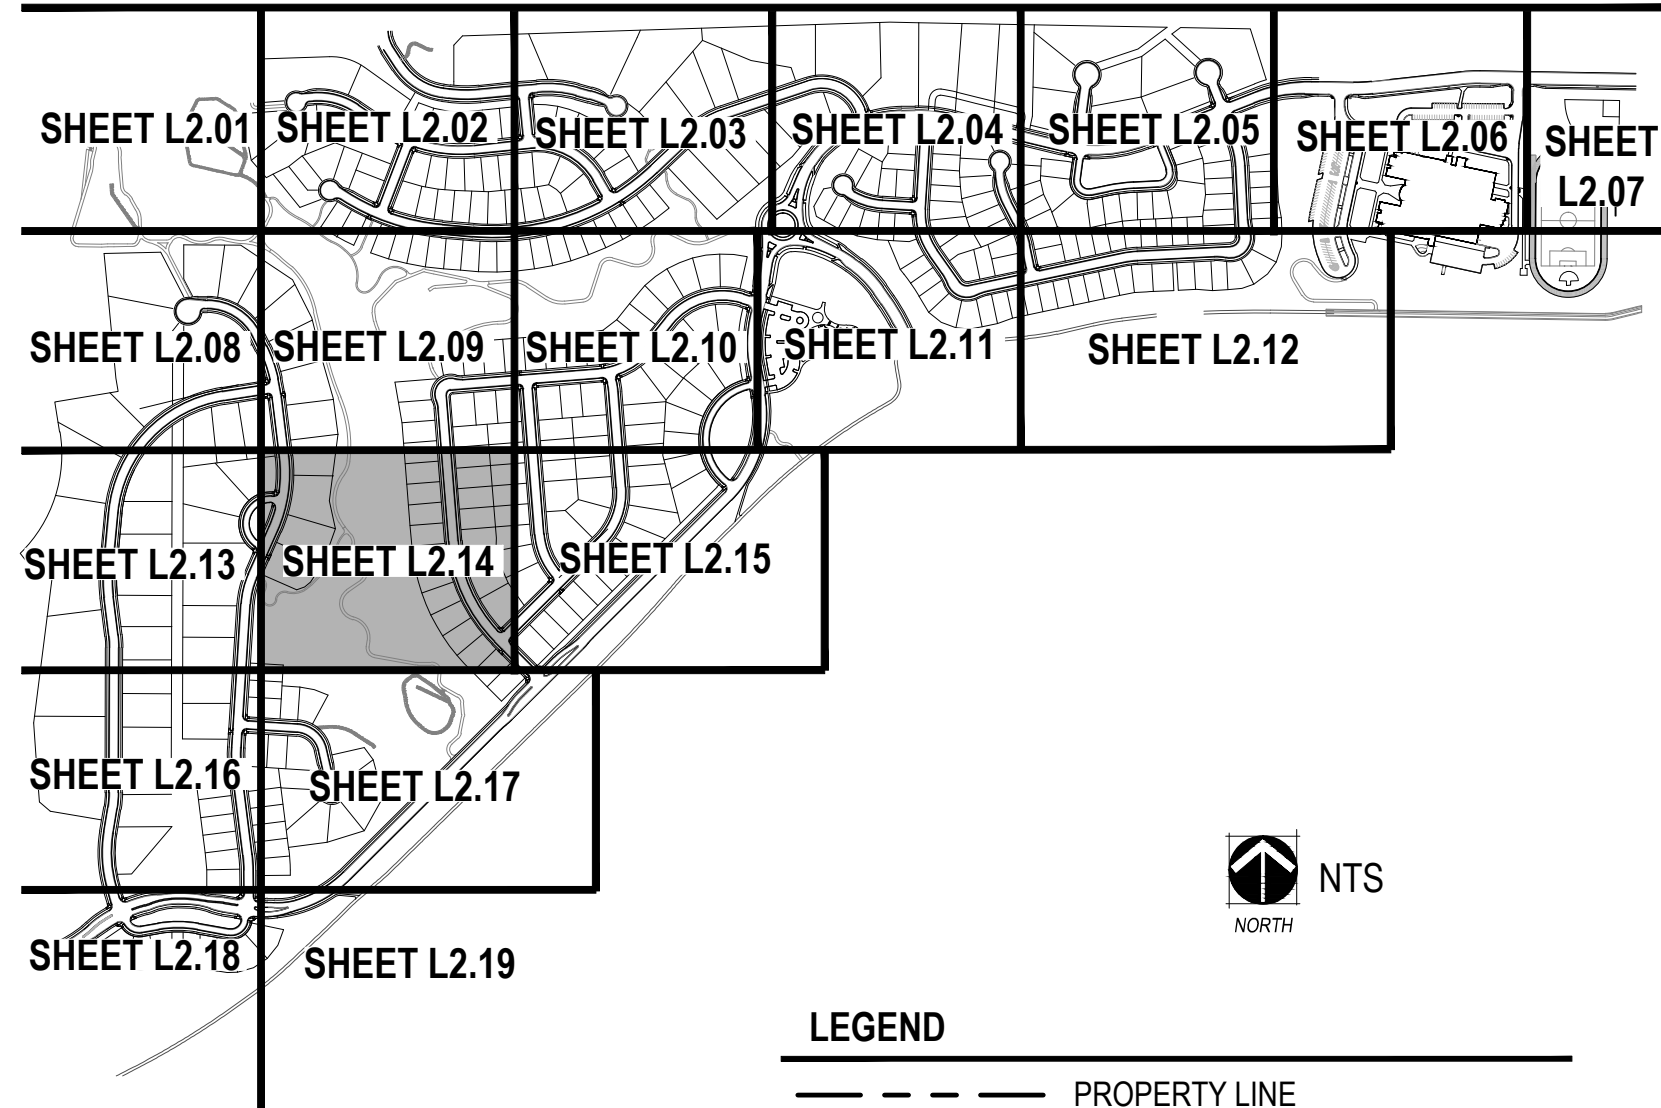 SHEET L2.01
SHEET L2.02
SHEET L2.03
SHEET L2.04
SHEET L2.05
SHEET L2.06
SHEET
L2.07
SHEET L2.08
SHEET L2.09
SHEET L2.10
SHEET L2.11
SHEET L2.12
SHEET L2.13
SHEET L2.14
SHEET L2.15
SHEET L2.16
SHEET L2.17
NTS
NORTH
SHEET L2.18
SHEET L2.19
LEGEND
PROPERTY LINE